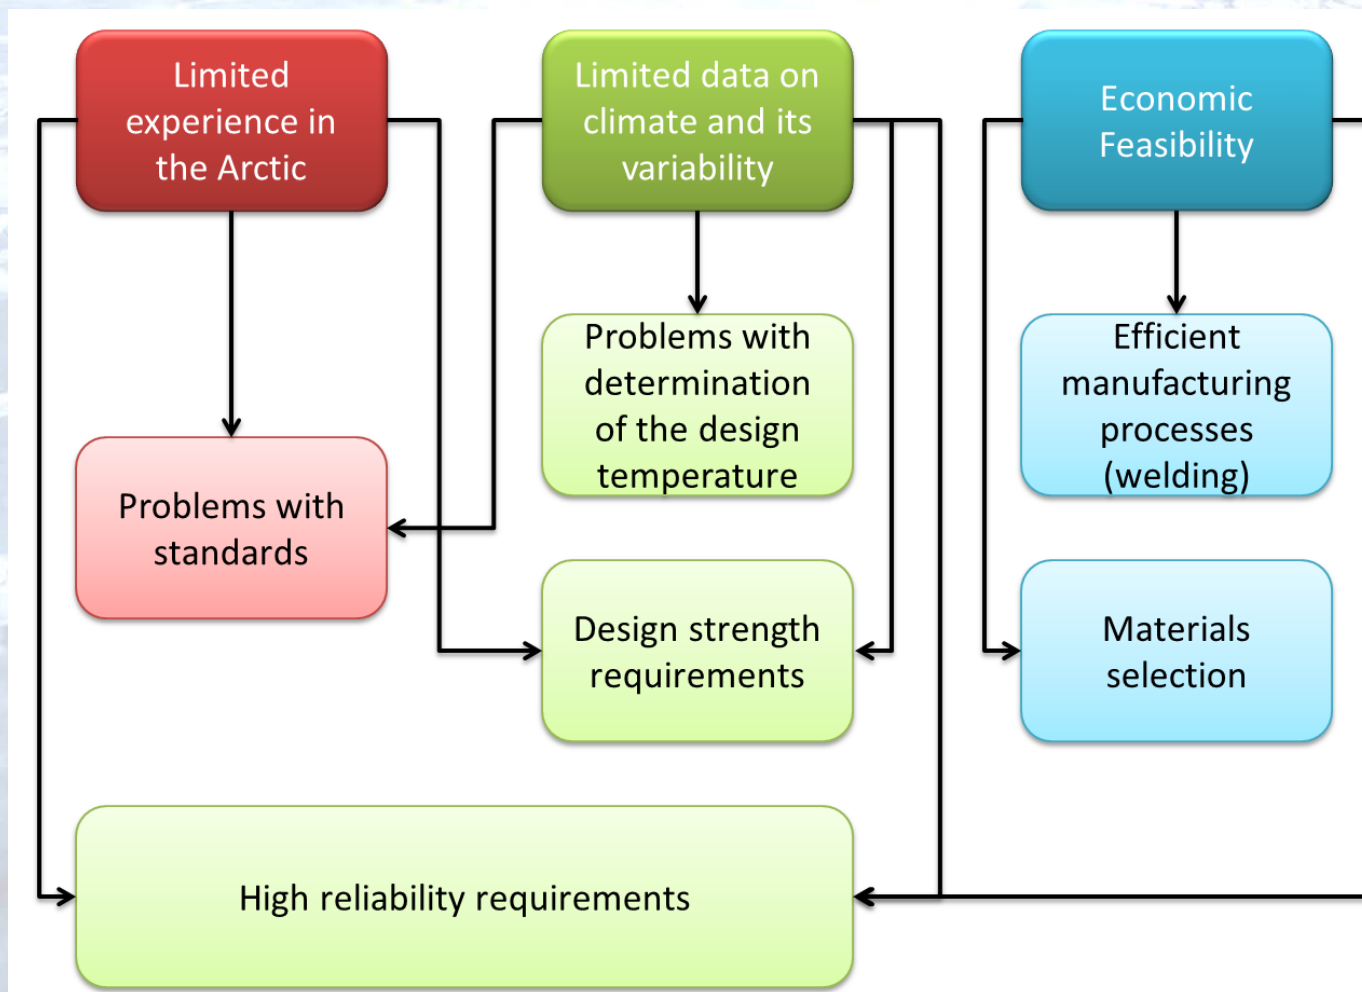 Limited
experience in
the Arctic
Limited data on
climate and its
variability
Economic
Feasibility
Problems with
determination
of the design
temperature
Efficient
manufacturing
processes
(welding)
Problems with
standards
Design strength
requirements
Materials
selection
High reliability requirements